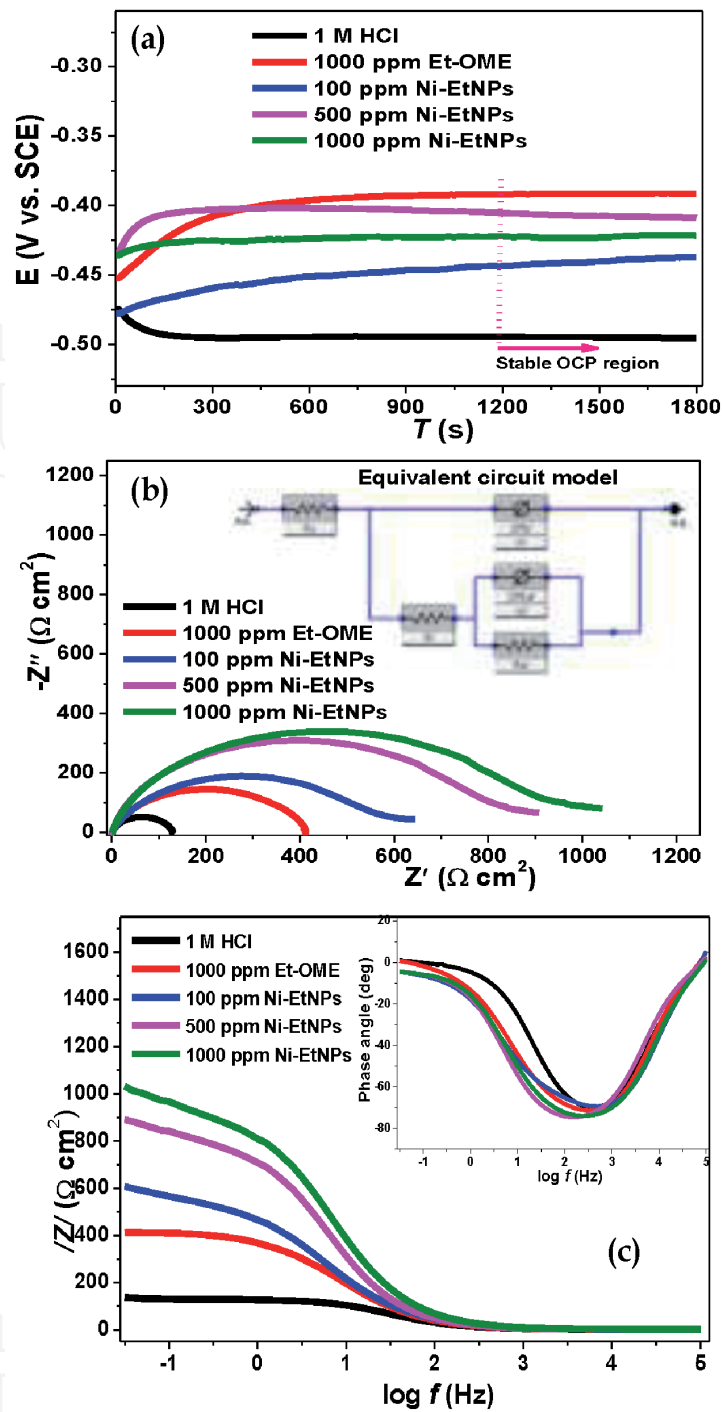 (a)
1 M HCl
1000 ppm Et-OME
100 ppm Ni-EtNPs
500 ppm Ni-EtNPs
1000 ppm Ni-EtNPs
E (V vs. SCE)
-0.30
-0.35
-0.40
-0.45
-0.50
Stable OCP region
0 300 600 900 1200 1500 1800
T (s)
(b)
Equivalent circuit model
1 M HCl
1000 ppm Et-OME
100 ppm Ni-EtNPs
500 ppm Ni-EtNPs
1000 ppm Ni-EtNPs
-Z'' (Ω cm²)
1200
1000
800
600
400
200
0
0 200 400 600 800 1000 1200
Z' (Ω cm²)
1 M HCl
1000 ppm Et-OME
100 ppm Ni-EtNPs
500 ppm Ni-EtNPs
1000 ppm Ni-EtNPs
/Z/ (Ω cm²)
1600
1400
1200
1000
800
600
400
200
0
Phase angle (deg)
20
0
-20
-40
-60
-80
-1 0 1 2 3 4 5
log f (Hz)
(c)
-1 0 1 2 3 4 5
log f (Hz)